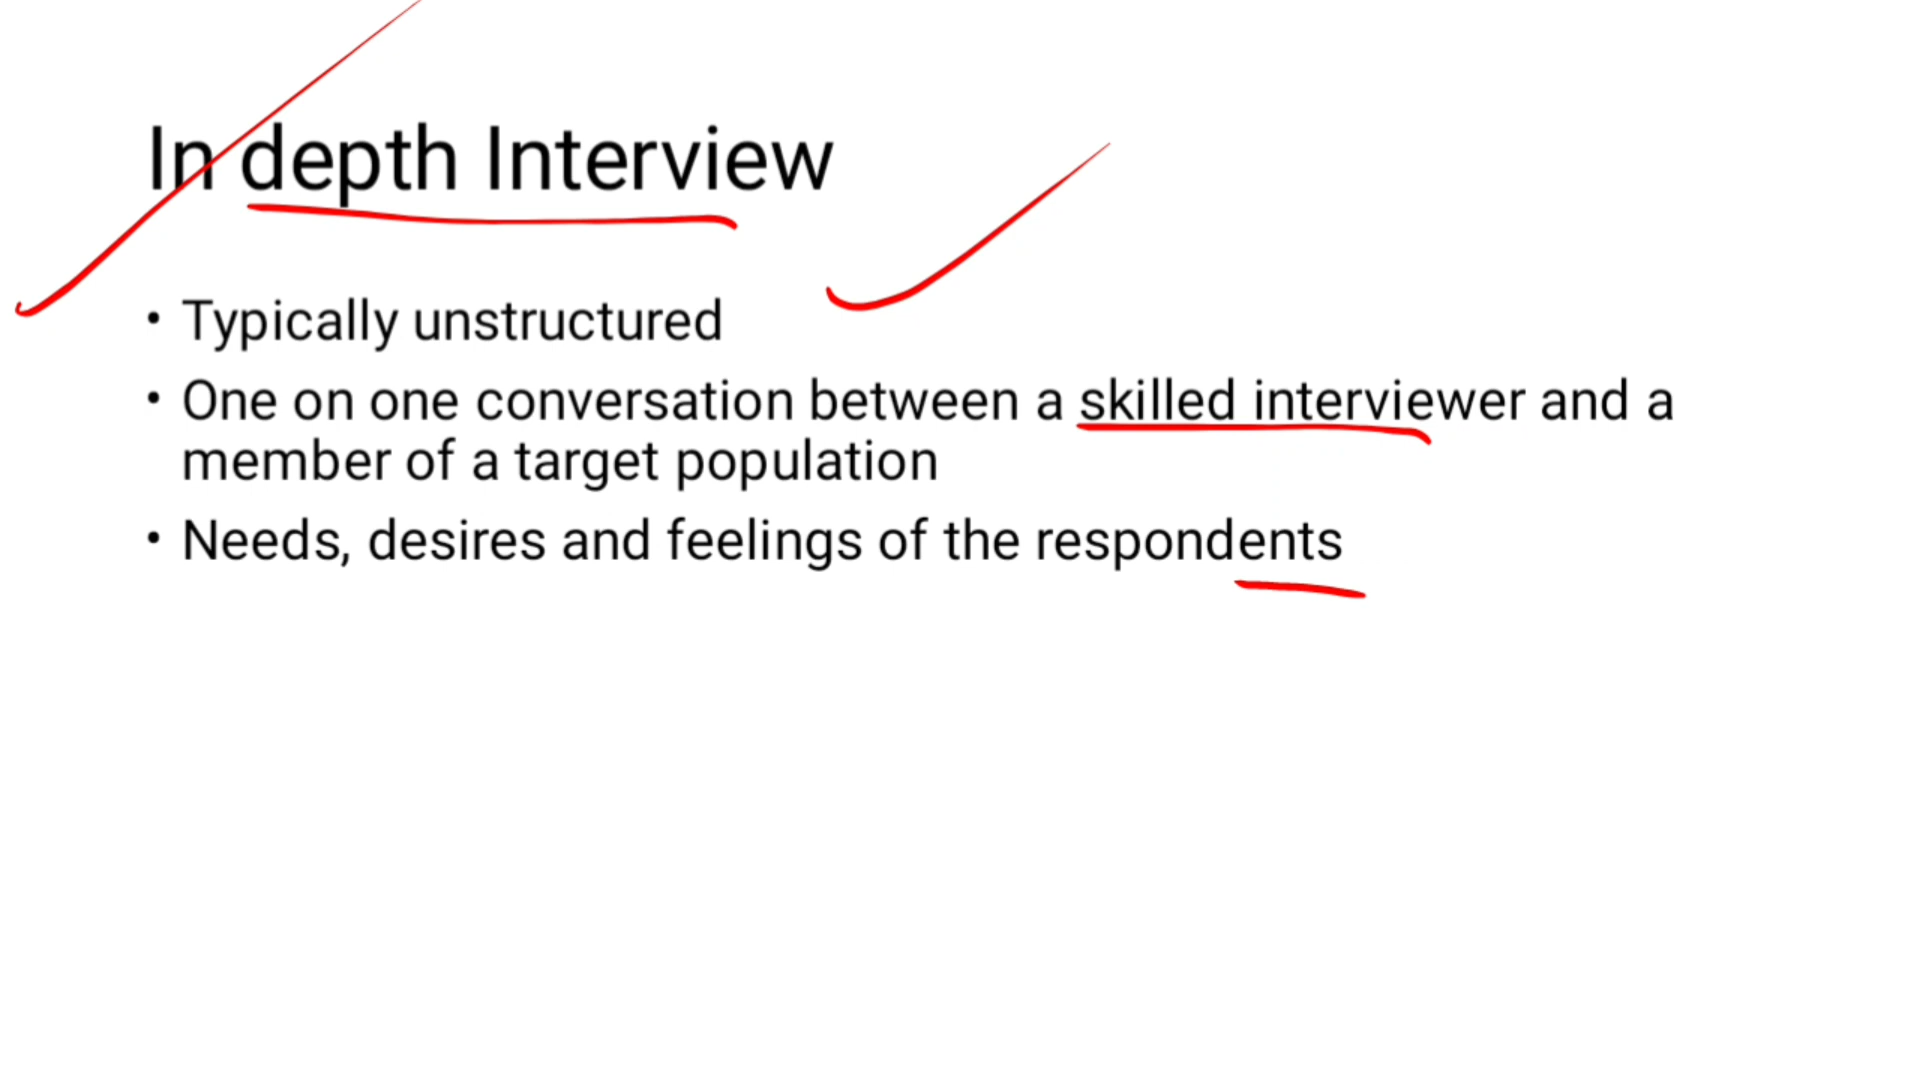 In depth Interview
• Typically unstructured
• One on one conversation between a skilled interviewer and a
member of a target population
• Needs, desires and feelings of the respondents